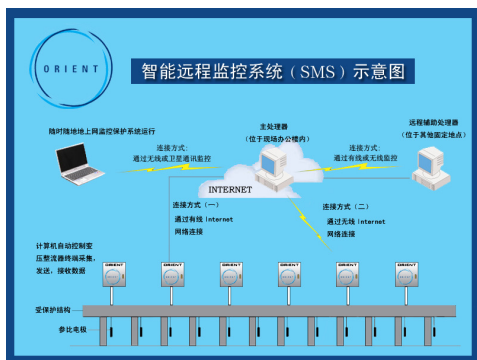 ORIENT
智能远程监控系统（SMS）示意图
随时随地地上网监控保护系统运行
主处理器
（位于现场办公楼内）
远程辅助处理器
（位于其他固定地点）
连接方式:
通过无线或卫星通讯监控
连接方式:
通过有线或无线监控
INTERNET
连接方式（一）
通过有线 Internet
网络连接
连接方式（二）
通过无线 Internet
网络连接
计算机自动控制变
压整流器终端采集，
发送，接收数据
ORIENT
ORIENT
ORIENT
ORIENT
ORIENT
ORIENT
受保护结构
参比电极